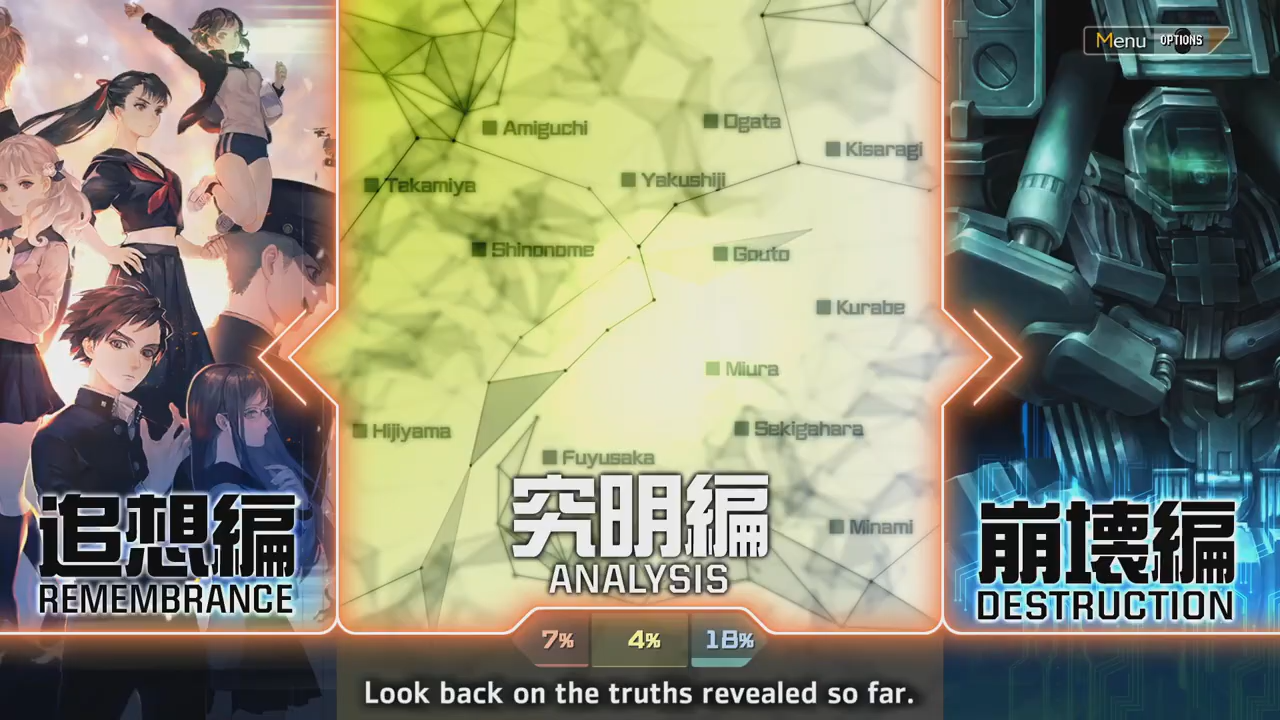 Menu OPTIONS
Amiguchi
Ogata
Kisaragi
Takamiya
Yakushiji
Shinonome
Gouto
Kurabe
Miura
Hijiyama
Sekigahara
Fuyusaka
Minami
追想編
REMEMBRANCE
究明編
ANALYSIS
崩壊編
DESTRUCTION
7% 4% 18%
Look back on the truths revealed so far.